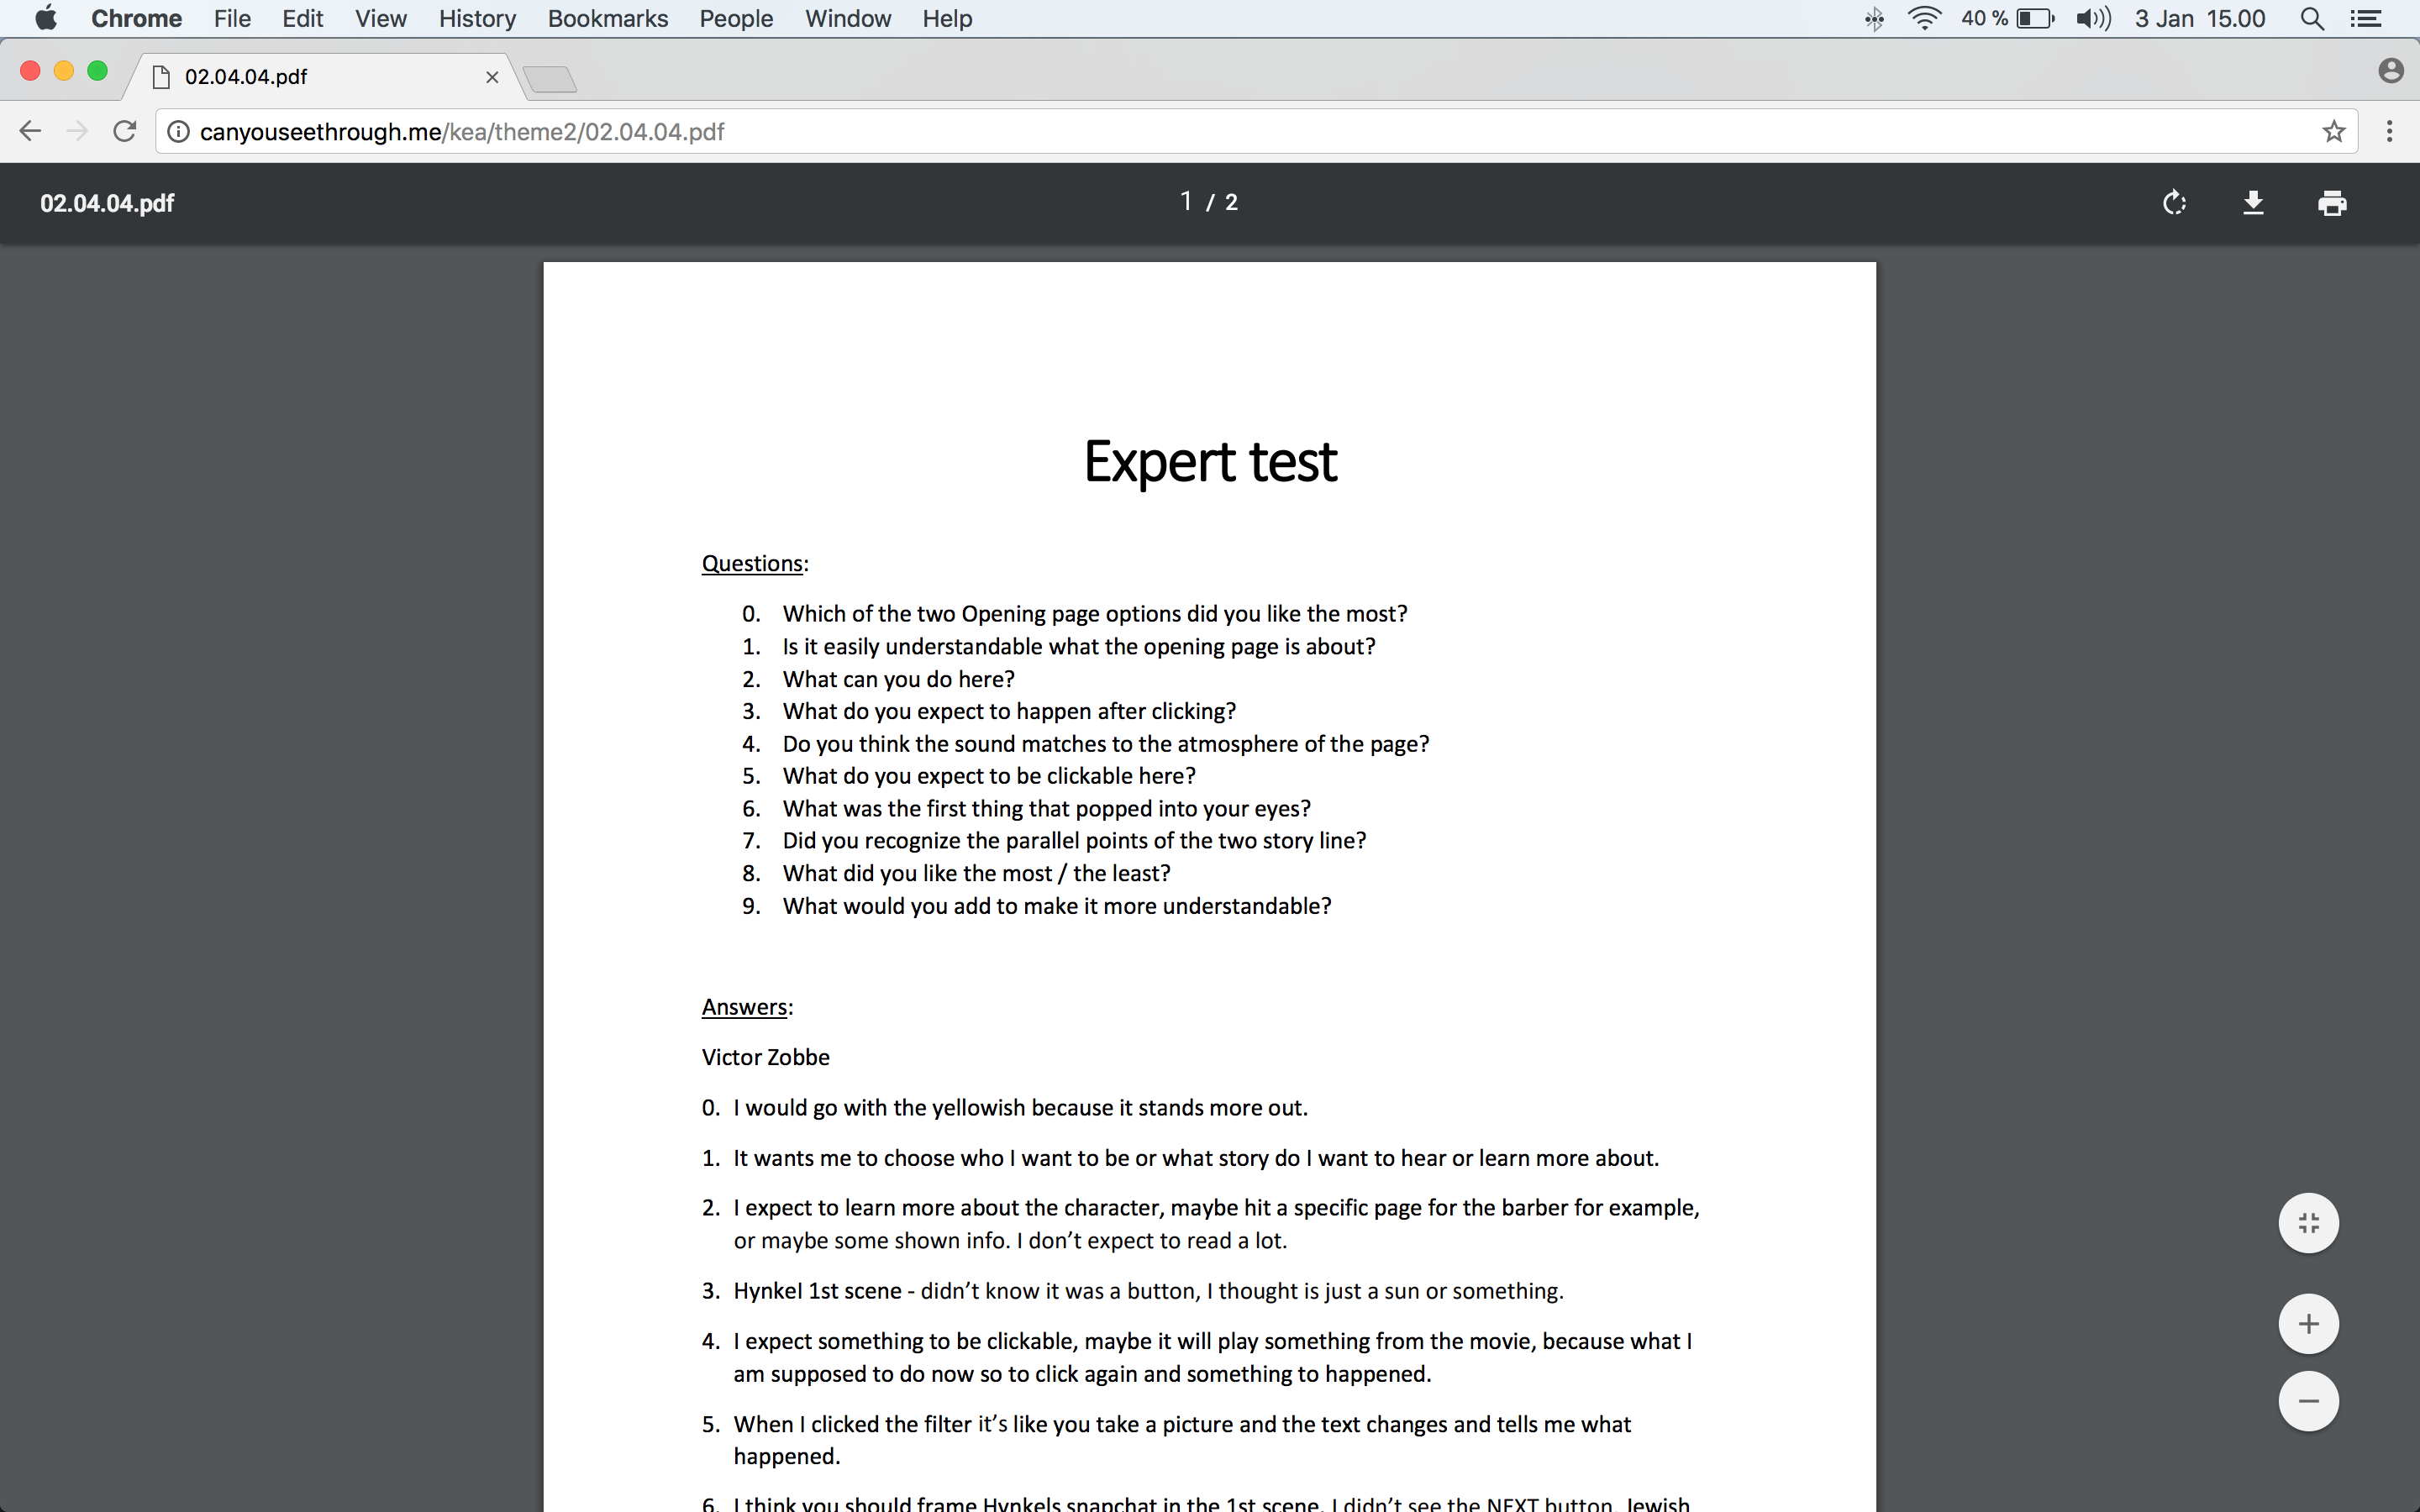 Chrome File Edit View History Bookmarks People Window Help 40 % 3 Jan 15.00
02.04.04.pdf
canyouseethrough.me/kea/theme2/02.04.04.pdf
02.04.04.pdf 1 / 2
Expert test
Questions:
0. Which of the two Opening page options did you like the most?
1. Is it easily understandable what the opening page is about?
2. What can you do here?
3. What do you expect to happen after clicking?
4. Do you think the sound matches to the atmosphere of the page?
5. What do you expect to be clickable here?
6. What was the first thing that popped into your eyes?
7. Did you recognize the parallel points of the two story line?
8. What did you like the most / the least?
9. What would you add to make it more understandable?
Answers:
Victor Zobbe
0. I would go with the yellowish because it stands more out.
1. It wants me to choose who I want to be or what story do I want to hear or learn more about.
2. I expect to learn more about the character, maybe hit a specific page for the barber for example,
or maybe some shown info. I don’t expect to read a lot.
3. Hynkel 1st scene - didn’t know it was a button, I thought is just a sun or something.
4. I expect something to be clickable, maybe it will play something from the movie, because what I
am supposed to do now so to click again and something to happened.
5. When I clicked the filter it’s like you take a picture and the text changes and tells me what
happened.
6. I think you should frame Hynkels snapchat in the 1st scene. I didn’t see the NEXT button. Jewish